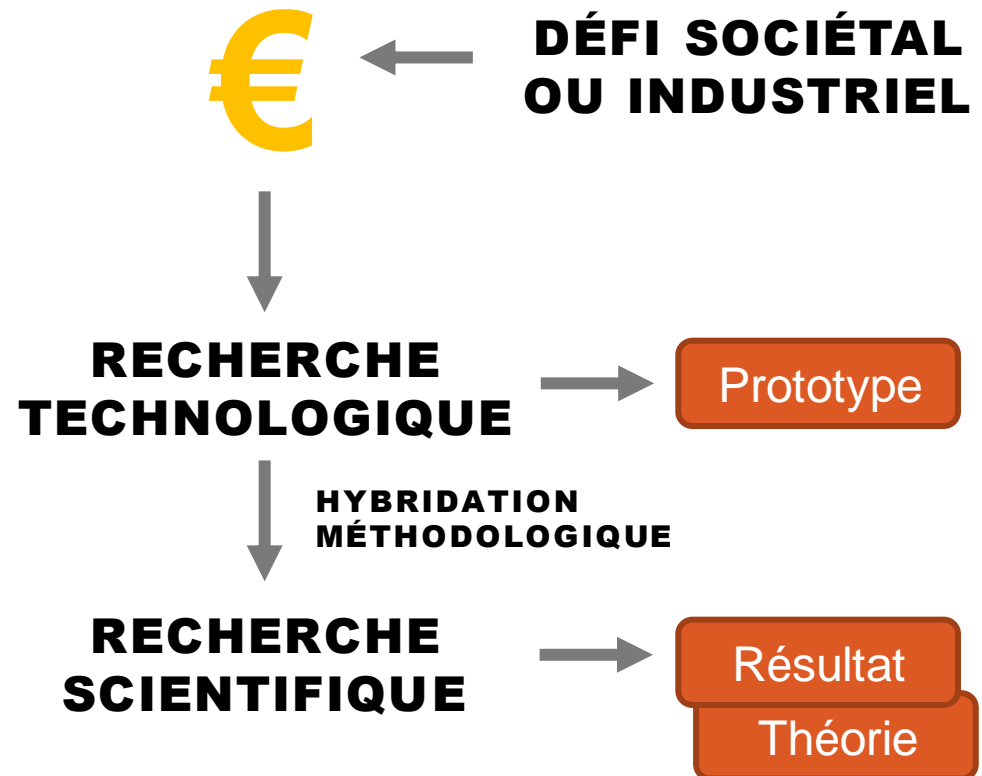 €
DÉFI SOCIÉTAL
OU INDUSTRIEL
RECHERCHE
TECHNOLOGIQUE
Prototype
HYBRIDATION
MÉTHODOLOGIQUE
RECHERCHE
SCIENTIFIQUE
Résultat
Théorie